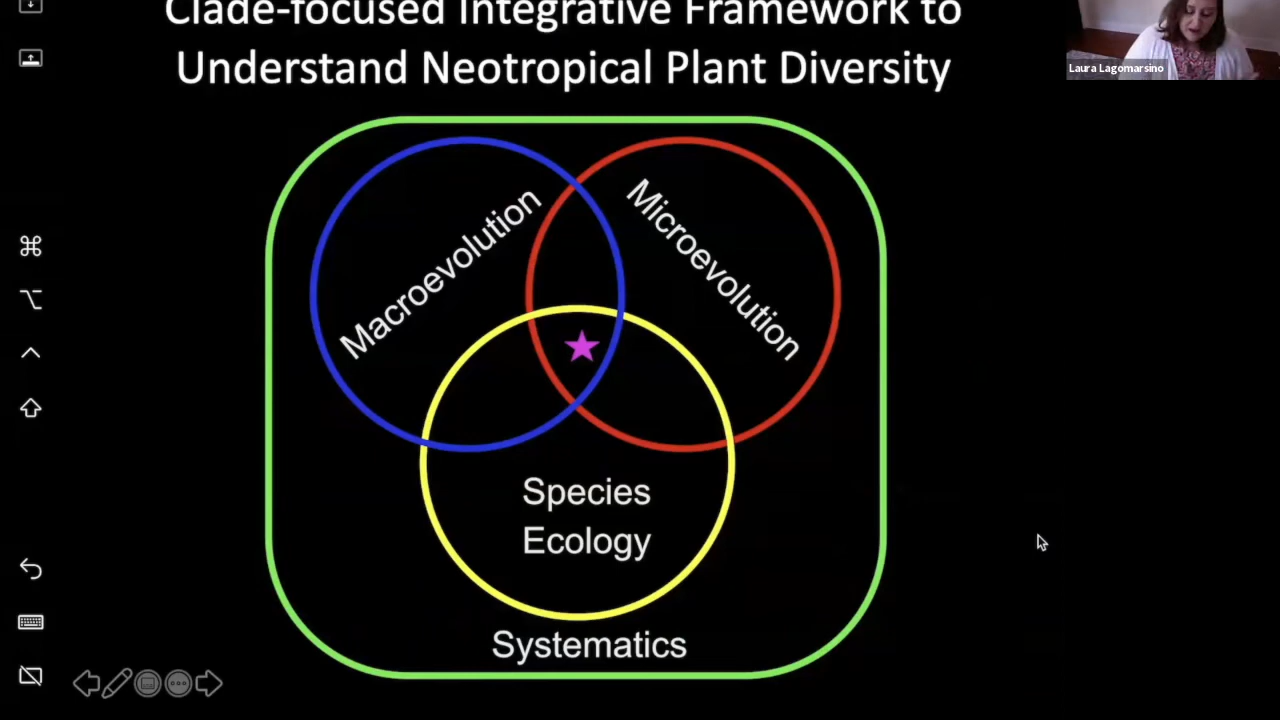 Clade-focused Integrative Framework to
Understand Neotropical Plant Diversity
Laura Lagomarsino
Macroevolution
Microevolution
Species
Ecology
Systematics